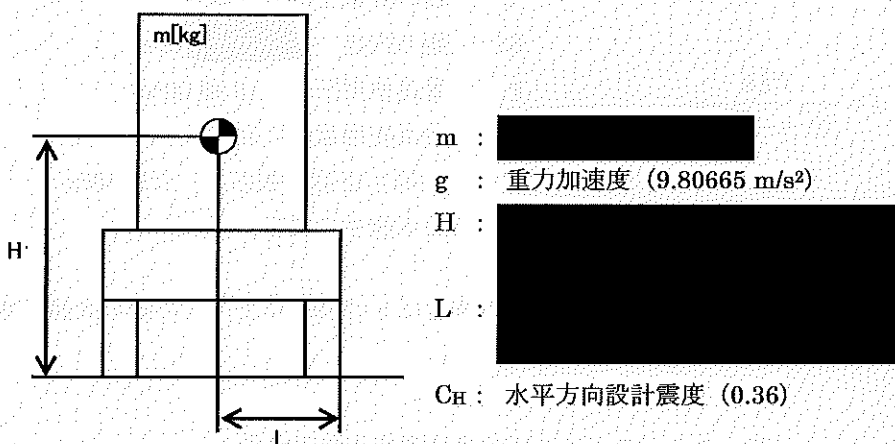 m[kg]
m :
g : 重力加速度（9.80665 m/s²）
H :
H
L :
CH : 水平方向設計震度（0.36）
L